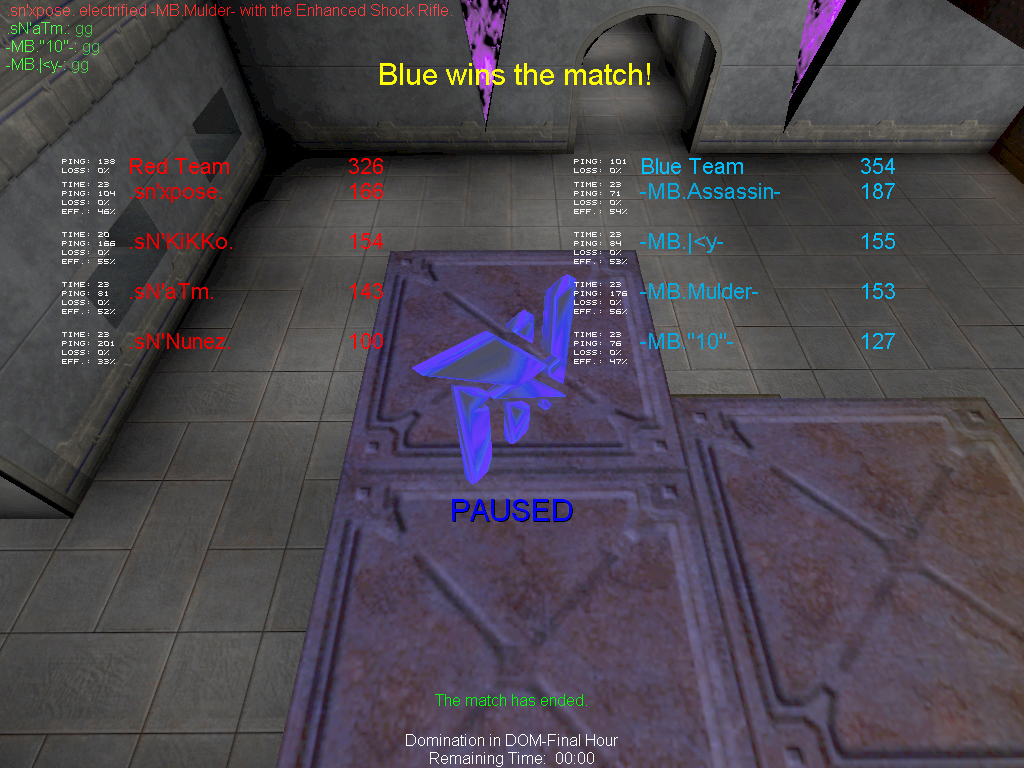 .sn'xpose. electrified -MB.Mulder- with the Enhanced Shock Rifle.
.sN'aTm.: gg
-MB."10"-: gg
-MB.|<y-: gg
Blue wins the match!
PING: 138
LOSS: 0%
Red Team 326
TIME: 23
PING: 104
LOSS: 0%
EFF.: 46%
.sn'xpose. 166
TIME: 20
PING: 166
LOSS: 0%
EFF.: 55%
.sN'KiKKo. 154
TIME: 23
PING: 81
LOSS: 0%
EFF.: 52%
.sN'aTm. 143
TIME: 23
PING: 201
LOSS: 0%
EFF.: 33%
.sN'Nunez. 100
PING: 101
LOSS: 0%
Blue Team 354
TIME: 23
PING: 71
LOSS: 0%
EFF.: 54%
-MB.Assassin- 187
TIME: 23
PING: 84
LOSS: 0%
EFF.: 53%
-MB.|<y- 155
TIME: 23
PING: 176
LOSS: 0%
EFF.: 56%
-MB.Mulder- 153
TIME: 23
PING: 76
LOSS: 0%
EFF.: 47%
-MB."10"- 127
PAUSED
The match has ended.
Domination in DOM-Final Hour
Remaining Time: 00:00